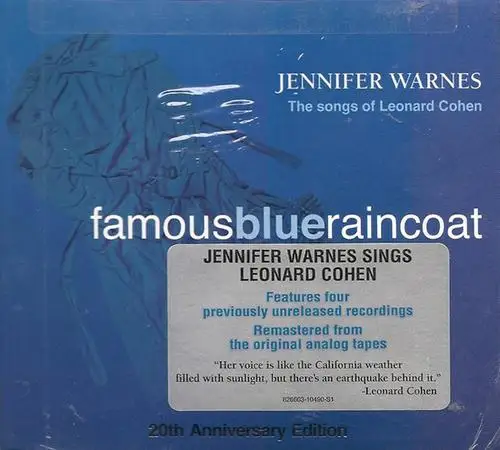 JENNIFER WARNES
The songs of Leonard Cohen
famousblueraincoat
JENNIFER WARNES SINGS
LEONARD COHEN
Features four
previously unreleased recordings
Remastered from
the original analog tapes
"Her voice is like the California weather
filled with sunlight, but there's an earthquake behind it."
-Leonard Cohen
826663-10490-S1
20th Anniversary Edition